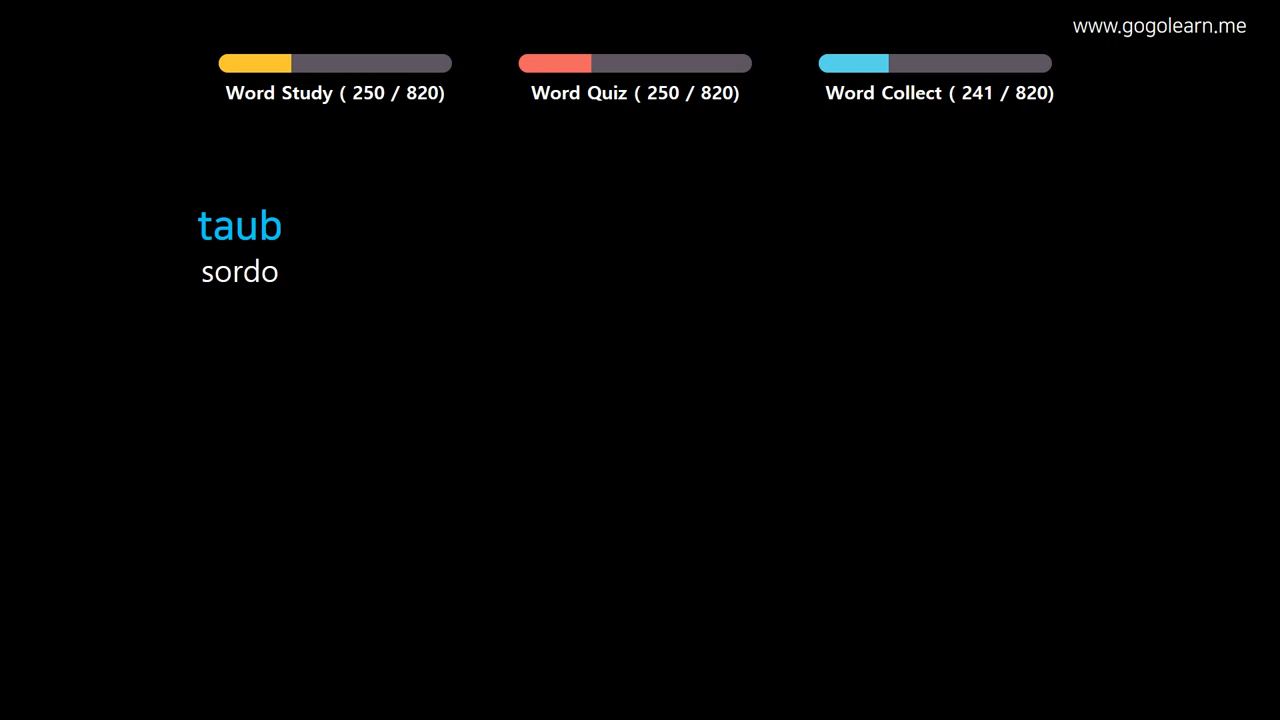 www.gogolearn.me
Word Study ( 250 / 820)
Word Quiz ( 250 / 820)
Word Collect ( 241 / 820)
taub
sordo